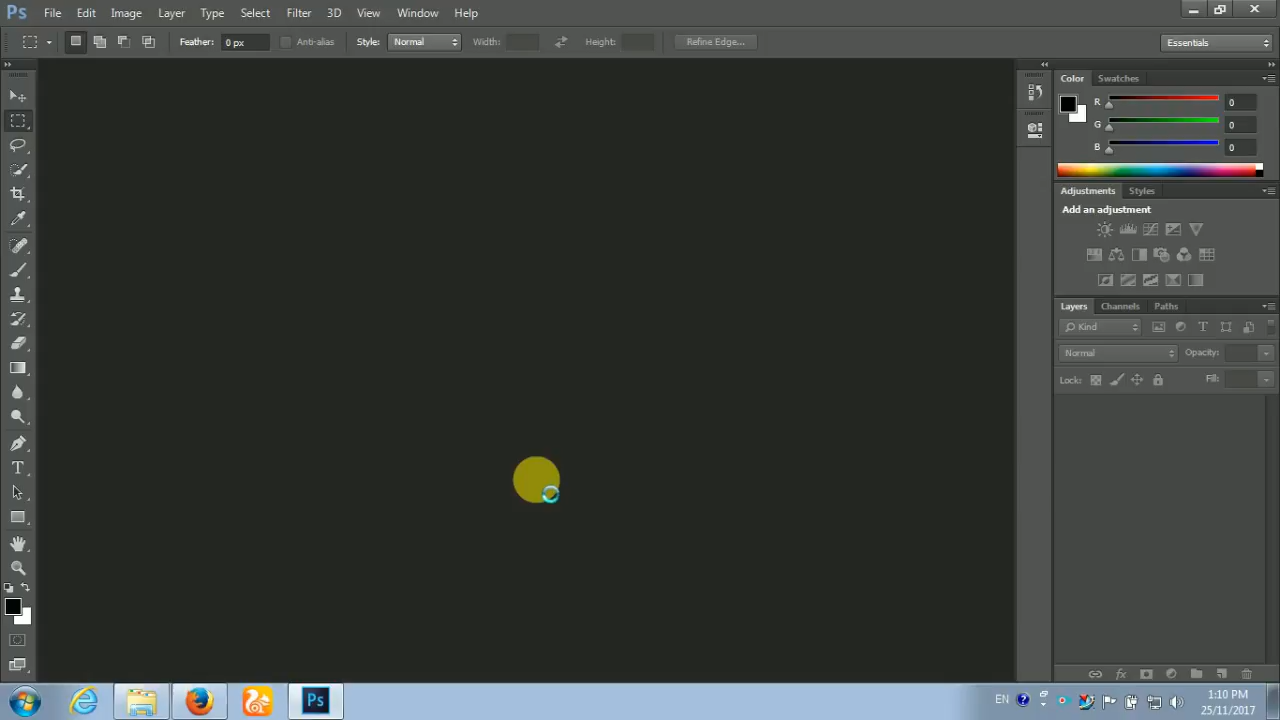 Ps File Edit Image Layer Type Select Filter 3D View Window Help
Feather: 0 px Anti-alias Style: Normal Width: Height: Refine Edge... Essentials
Color Swatches
R 0
G 0
B 0
Adjustments Styles
Add an adjustment
Layers Channels Paths
Kind
Normal Opacity:
Lock: Fill:
Ps EN 1:10 PM
25/11/2017